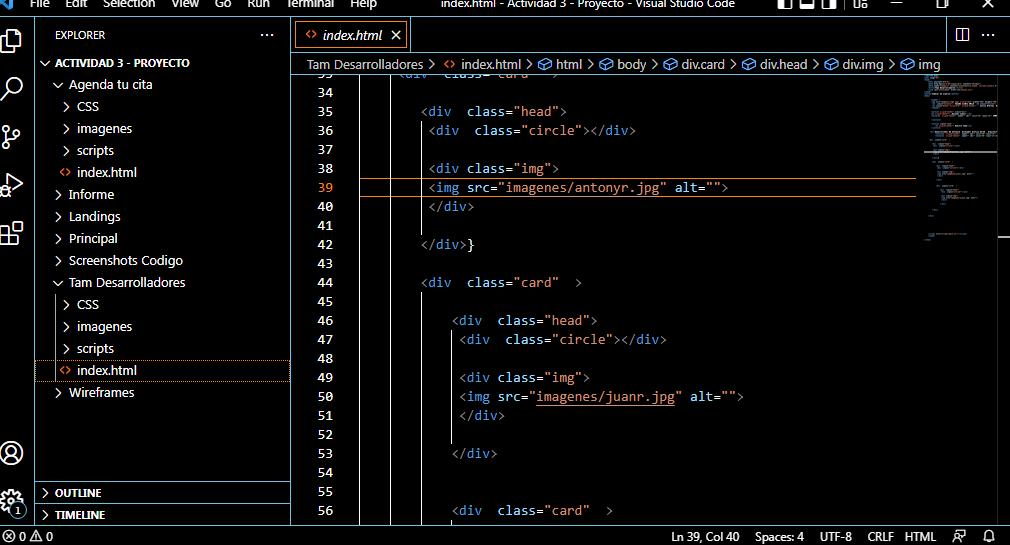 File Edit Selection View Go Run Terminal Help index.html - Actividad 3 - Proyecto - Visual Studio Code
EXPLORER
ACTIVIDAD 3 - PROYECTO
Agenda tu cita
CSS
imagenes
scripts
index.html
Informe
Landings
Principal
Screenshots Codigo
Tam Desarrolladores
CSS
imagenes
scripts
index.html
Wireframes
OUTLINE
TIMELINE
1
index.html
Tam Desarrolladores > index.html > html > body > div.card > div.head > div.img > img
33 <div class="card" >
34
35 <div class="head">
36 <div class="circle"></div>
37
38 <div class="img">
39 <img src="imagenes/antonyr.jpg" alt="">
40 </div>
41
42 </div>}
43
44 <div class="card" >
45
46 <div class="head">
47 <div class="circle"></div>
48
49 <div class="img">
50 <img src="imagenes/juanr.jpg" alt="">
51 </div>
52
53 </div>
54
55
56 <div class="card" >
0 0 Ln 39, Col 40 Spaces: 4 UTF-8 CRLF HTML